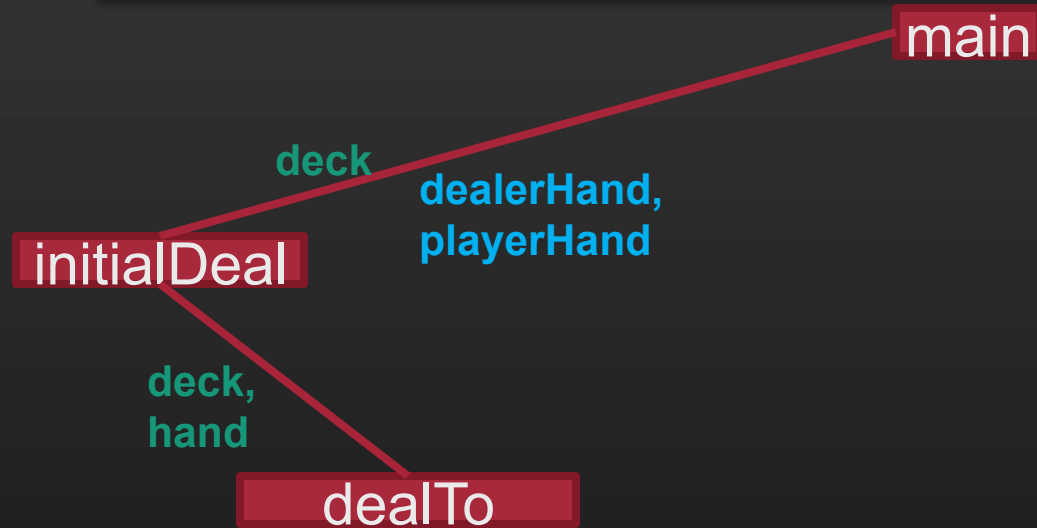 main
deck
dealerHand,
playerHand
initialDeal
deck,
hand
dealTo